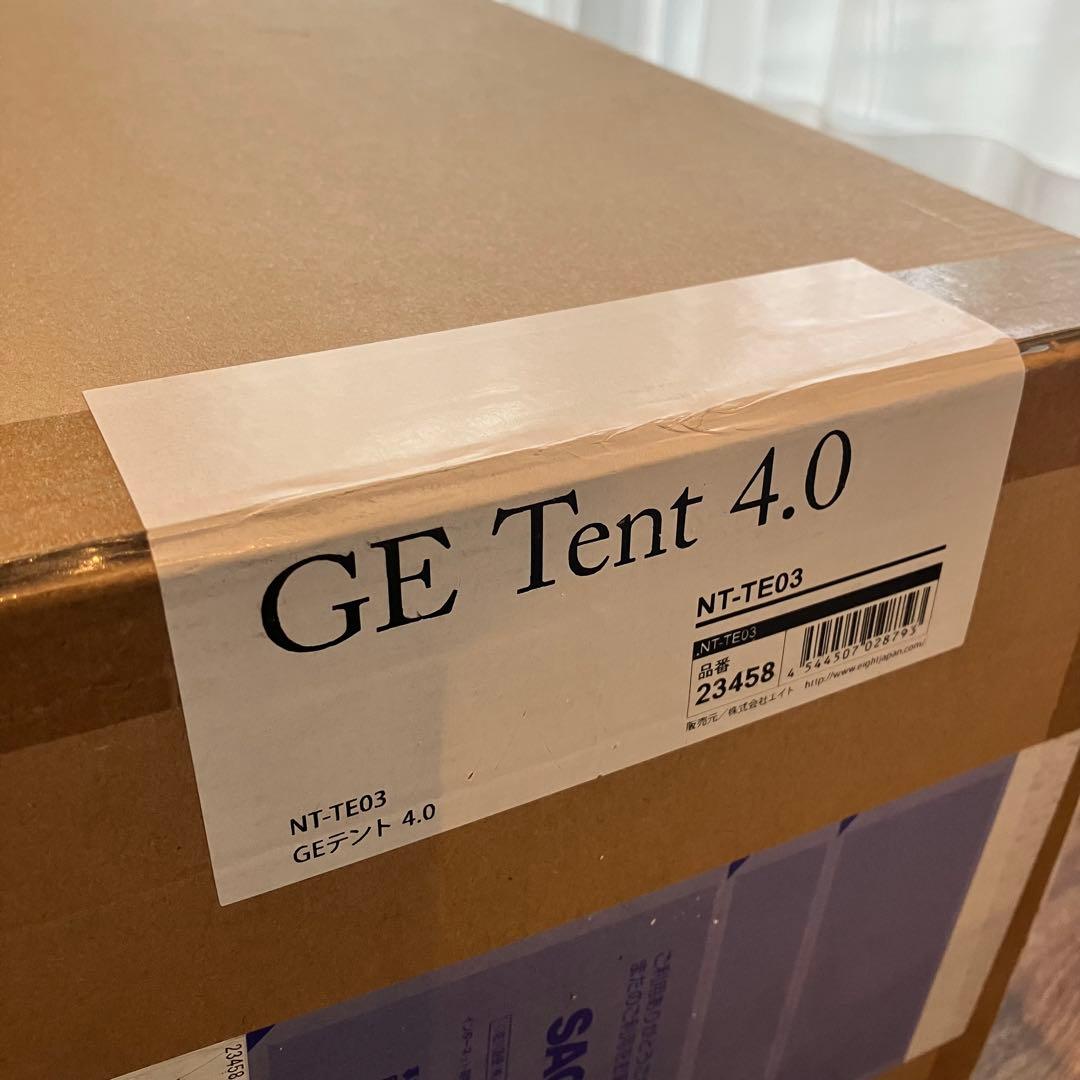 GE Tent 4.0
NT-TE03
.NT-TE03
品番
23458
4 544507 028793
http://www.eightjapan.com/
販売元／株式会社エイト
NT-TE03
GEテント 4.0
23458